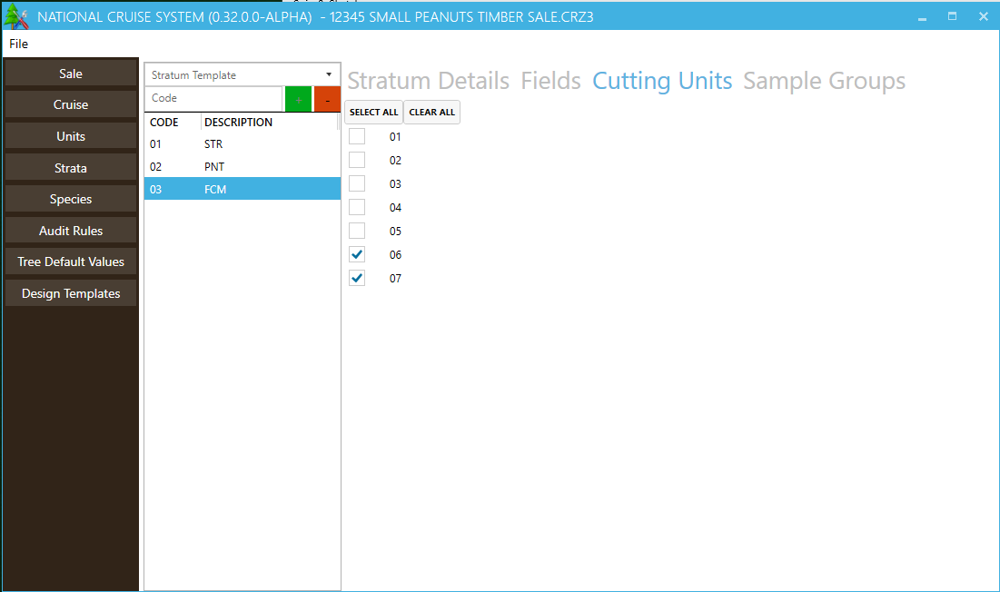 NATIONAL CRUISE SYSTEM (0.32.0.0-ALPHA) - 12345 SMALL PEANUTS TIMBER SALE.CRZ3
File
Sale
Cruise
Units
Strata
Species
Audit Rules
Tree Default Values
Design Templates
Stratum Template
Code
+
-
CODE DESCRIPTION
01 STR
02 PNT
03 FCM
Stratum Details Fields Cutting Units Sample Groups
SELECT ALL CLEAR ALL
01
02
03
04
05
06
07